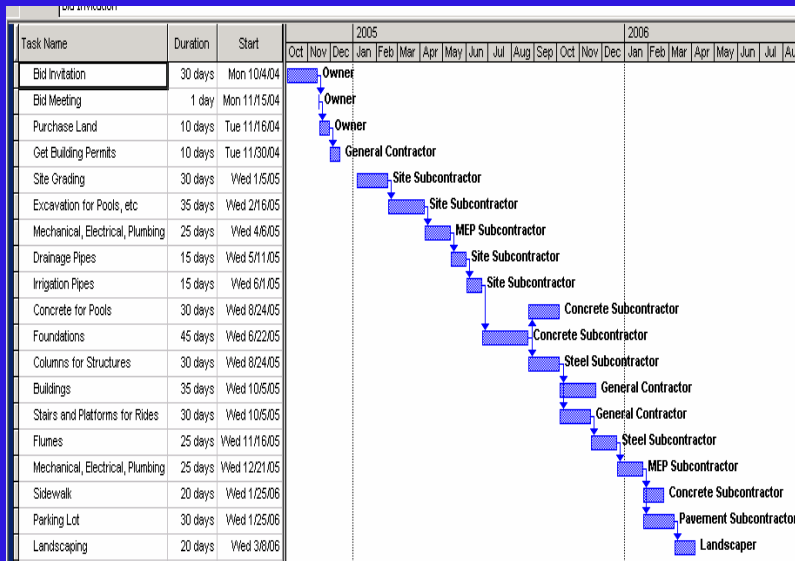 Bid Invitation
2005 2006
Task Name Duration Start Oct Nov Dec Jan Feb Mar Apr May Jun Jul Aug Sep Oct Nov Dec Jan Feb Mar Apr May Jun Jul Au
Bid Invitation 30 days Mon 10/4/04 Owner
Bid Meeting 1 day Mon 11/15/04 Owner
Purchase Land 10 days Tue 11/16/04 Owner
Get Building Permits 10 days Tue 11/30/04 General Contractor
Site Grading 30 days Wed 1/5/05 Site Subcontractor
Excavation for Pools, etc 35 days Wed 2/16/05 Site Subcontractor
Mechanical, Electrical, Plumbing 25 days Wed 4/6/05 MEP Subcontractor
Drainage Pipes 15 days Wed 5/11/05 Site Subcontractor
Irrigation Pipes 15 days Wed 6/1/05 Site Subcontractor
Concrete for Pools 30 days Wed 8/24/05 Concrete Subcontractor
Foundations 45 days Wed 6/22/05 Concrete Subcontractor
Columns for Structures 30 days Wed 8/24/05 Steel Subcontractor
Buildings 35 days Wed 10/5/05 General Contractor
Stairs and Platforms for Rides 30 days Wed 10/5/05 General Contractor
Flumes 25 days Wed 11/16/05 Steel Subcontractor
Mechanical, Electrical, Plumbing 25 days Wed 12/21/05 MEP Subcontractor
Sidewalk 20 days Wed 1/25/06 Concrete Subcontractor
Parking Lot 30 days Wed 1/25/06 Pavement Subcontractor
Landscaping 20 days Wed 3/8/06 Landscaper